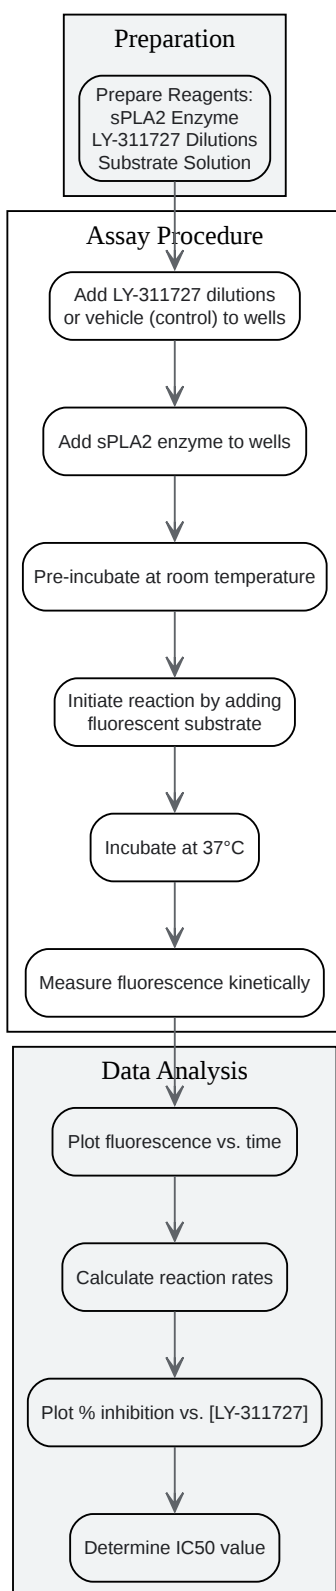 Preparation
Prepare Reagents:
sPLA2 Enzyme
LY-311727 Dilutions
Substrate Solution
Assay Procedure
Add LY-311727 dilutions
or vehicle (control) to wells
Add sPLA2 enzyme to wells
Pre-incubate at room temperature
Initiate reaction by adding
fluorescent substrate
Incubate at 37°C
Measure fluorescence kinetically
Data Analysis
Plot fluorescence vs. time
Calculate reaction rates
Plot % inhibition vs. [LY-311727]
Determine IC50 value